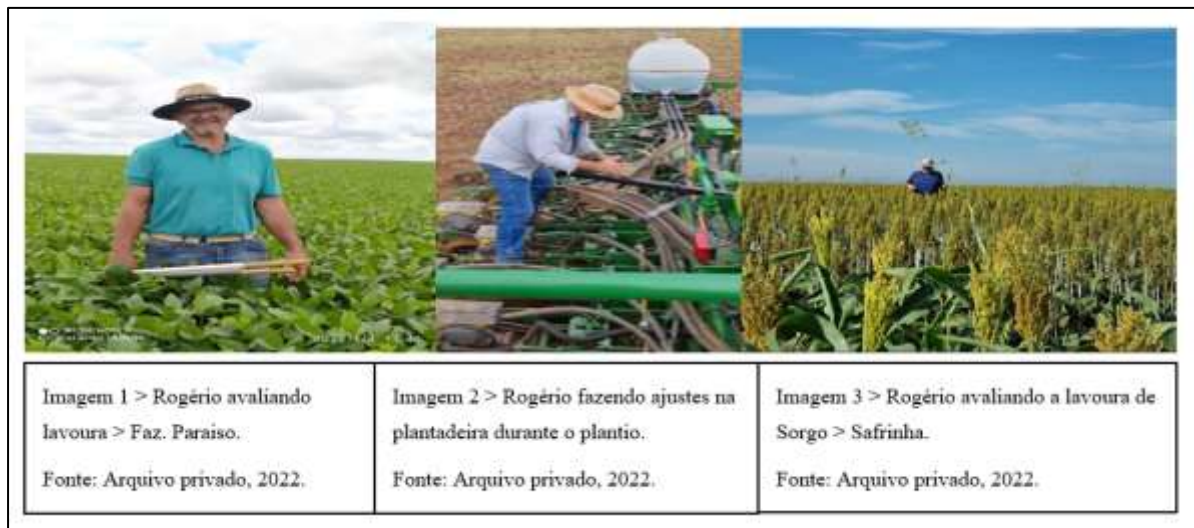 Imagem 1 > Rogério avaliando
lavoura > Faz. Paraiso.
Fonte: Arquivo privado, 2022.
Imagem 2 > Rogério fazendo ajustes na
plantadeira durante o plantio.
Fonte: Arquivo privado, 2022.
Imagem 3 > Rogério avaliando a lavoura de
Sorgo > Safrinha.
Fonte: Arquivo privado, 2022.